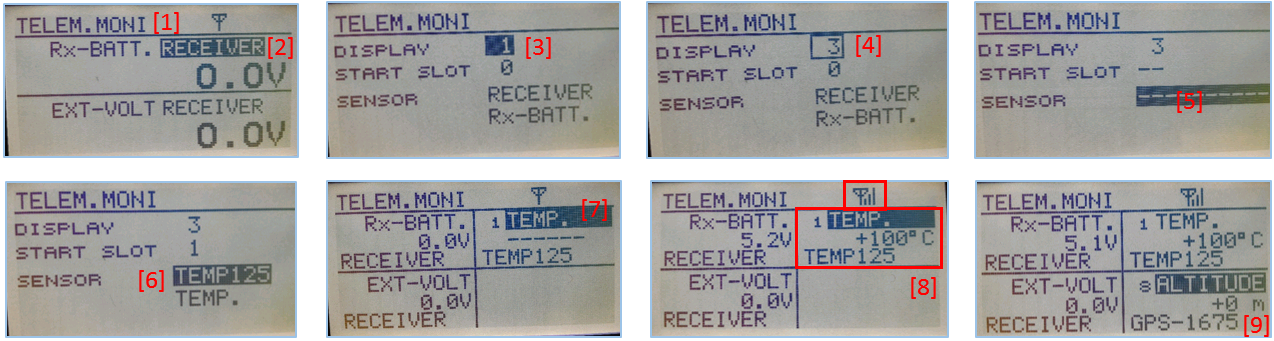 TELEM.MONI [1]
Rx-BATT. RECEIVER [2]
0.0V
EXT-VOLT RECEIVER
0.0V
TELEM.MONI
DISPLAY 1 [3]
START SLOT 0
SENSOR RECEIVER
Rx-BATT.
TELEM.MONI
DISPLAY 3 [4]
START SLOT 0
SENSOR RECEIVER
Rx-BATT.
TELEM.MONI
DISPLAY 3
START SLOT --
SENSOR ------------ [5]
TELEM.MONI
DISPLAY 3
START SLOT 1
SENSOR [6] TEMP125
TEMP.
TELEM.MONI
Rx-BATT. 1 TEMP. [7]
0.0V ------
RECEIVER TEMP125
EXT-VOLT
0.0V
RECEIVER
TELEM.MONI
Rx-BATT. 1 TEMP.
5.2V +100°C
RECEIVER TEMP125
EXT-VOLT [8]
0.0V
RECEIVER
TELEM.MONI
Rx-BATT. 1 TEMP.
5.1V +100°C
RECEIVER TEMP125
EXT-VOLT 8 ALTITUDE
0.0V +0 m
RECEIVER GPS-1675 [9]